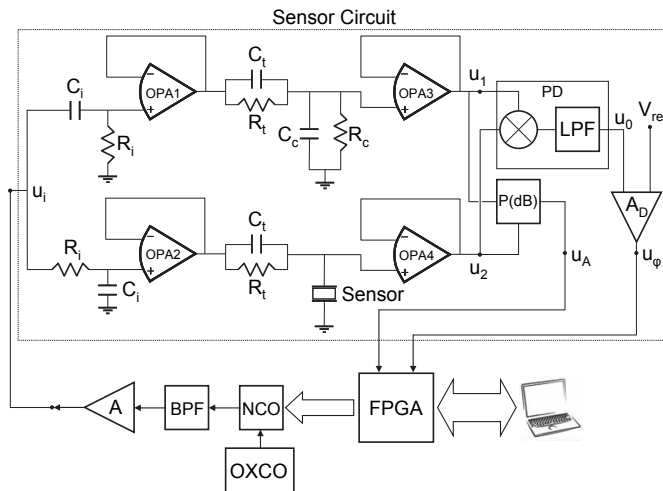 Sensor Circuit
C_i
R_i
−
+
OPA1
C_t
R_t
C_c
R_c
−
+
OPA3
u_1
PD
LPF
u_0
V_re
A_D
u_φ
P(dB)
u_A
u_i
R_i
C_i
−
+
OPA2
C_t
R_t
Sensor
−
+
OPA4
u_2
A
BPF
NCO
FPGA
OXCO